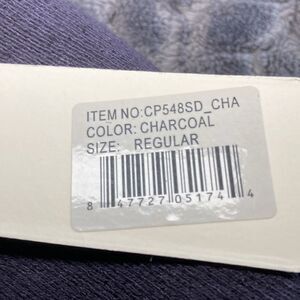 ITEM NO:CP548SD_CHA
COLOR: CHARCOAL
SIZE: REGULAR
8 47727 05174 4